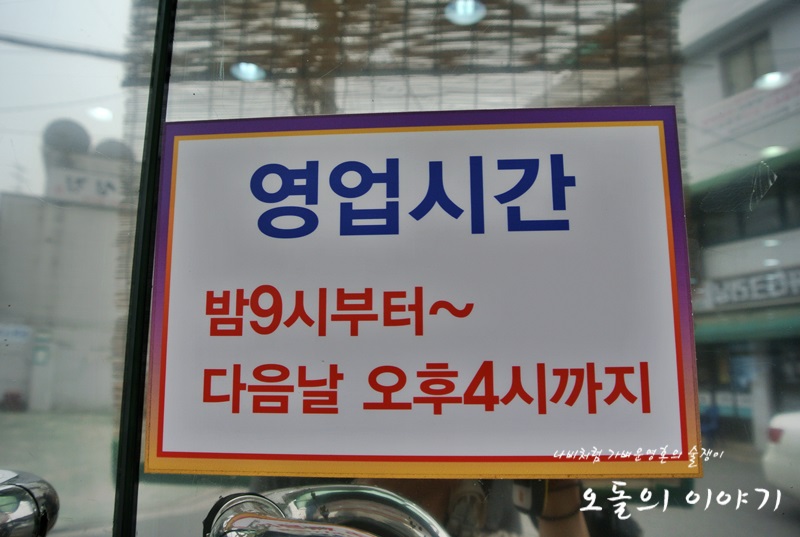 영업시간
밤9시부터~
다음날 오후4시까지
나비처럼 가벼운영혼의 술쟁이
오돌의 이야기